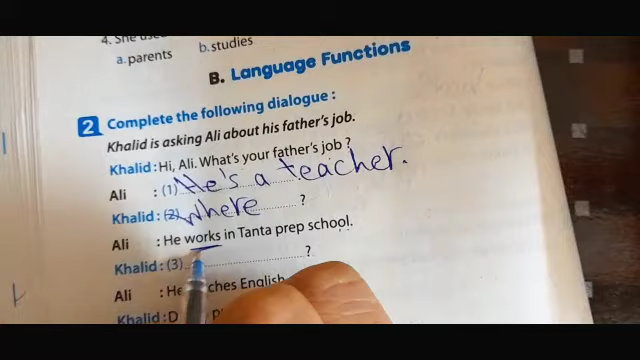 4. She used
a. parents b. studies
B. Language Functions
2 Complete the following dialogue :
Khalid is asking Ali about his father's job.
Khalid : Hi, Ali. What's your father's job ?
Ali : (1) He's a teacher.
Khalid : (2) Where ?
Ali : He works in Tanta prep school.
Khalid : (3) ?
Ali : He ches English
Khalid : D